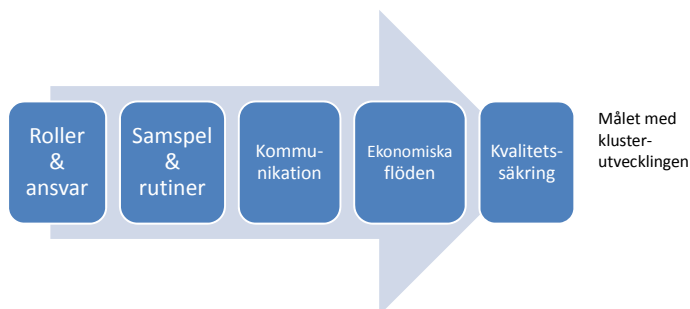 Roller
&
ansvar
Samspel
&
rutiner
Kommu-
nikation
Ekonomiska
flöden
Kvalitets-
säkring
Målet med
kluster-
utvecklingen